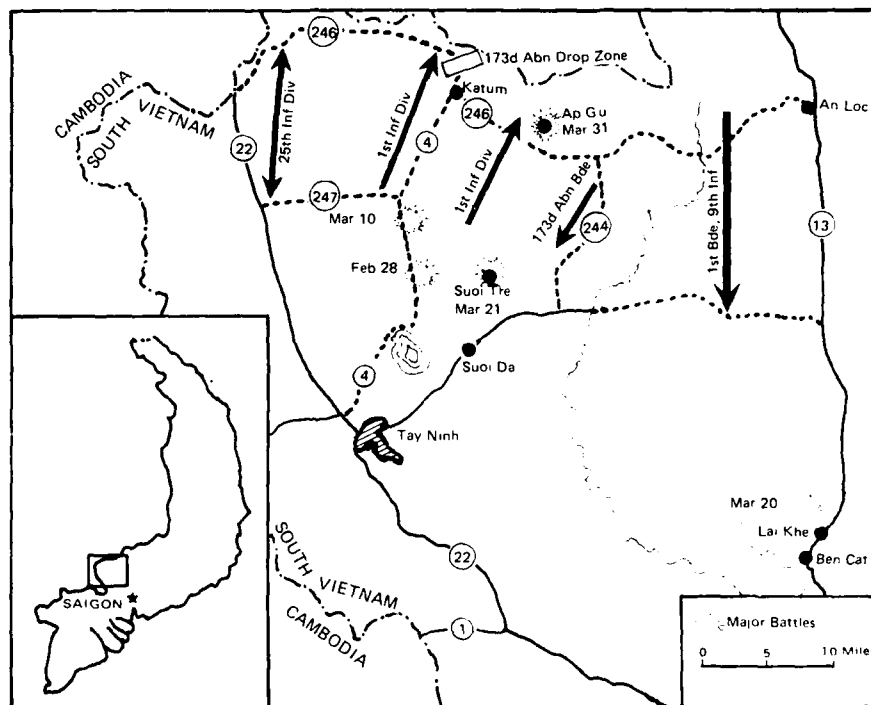 246
173d Abn Drop Zone
CAMBODIA
SOUTH VIETNAM
25th Inf Div
1st Inf Div
Katum
246
Ap Gu
Mar 31
An Loc
22
4
1st Inf Div
247
173d Abn Bde
244
1st Bde, 9th Inf
13
Mar 10
Feb 28
Suoi Tre
Mar 21
4
Suoi Da
Tay Ninh
Mar 20
Lai Khe
Ben Cat
SOUTH VIETNAM
CAMBODIA
22
1
SAIGON
Major Battles
0 5 10 Mile